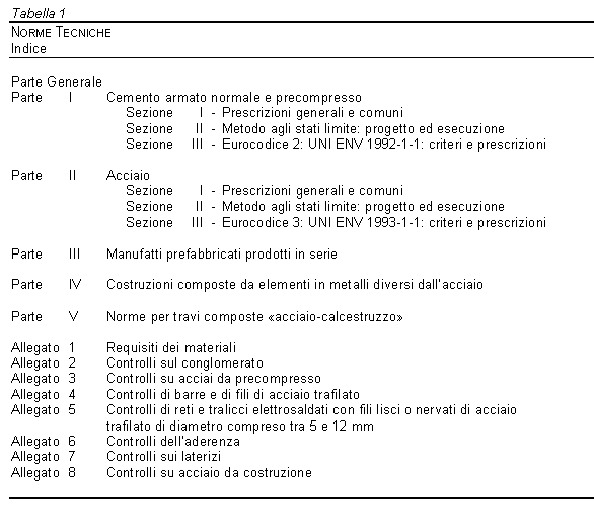 Tabella 1
NORME TECNICHE
Indice
Parte Generale
Parte I Cemento armato normale e precompresso
Sezione I - Prescrizioni generali e comuni
Sezione II - Metodo agli stati limite: progetto ed esecuzione
Sezione III - Eurocodice 2: UNI ENV 1992-1-1: criteri e prescrizioni
Parte II Acciaio
Sezione I - Prescrizioni generali e comuni
Sezione II - Metodo agli stati limite: progetto ed esecuzione
Sezione III - Eurocodice 3: UNI ENV 1993-1-1: criteri e prescrizioni
Parte III Manufatti prefabbricati prodotti in serie
Parte IV Costruzioni composte da elementi in metalli diversi dall'acciaio
Parte V Norme per travi composte «acciaio-calcestruzzo»
Allegato 1 Requisiti dei materiali
Allegato 2 Controlli sul conglomerato
Allegato 3 Controlli su acciai da precompresso
Allegato 4 Controlli di barre e di fili di acciaio trafilato
Allegato 5 Controlli di reti e tralicci elettrosaldati con fili lisci o nervati di acciaio
trafilato di diametro compreso tra 5 e 12 mm
Allegato 6 Controlli dell'aderenza
Allegato 7 Controlli sui laterizi
Allegato 8 Controlli su acciaio da costruzione